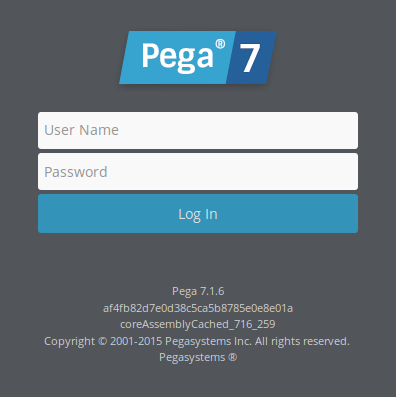 Pega® 7
User Name
Password
Log In
Pega 7.1.6
af4fb82d7e0d38c5ca5b8785e0e8e01a
coreAssemblyCached_716_259
Copyright © 2001-2015 Pegasystems Inc. All rights reserved.
Pegasystems ®